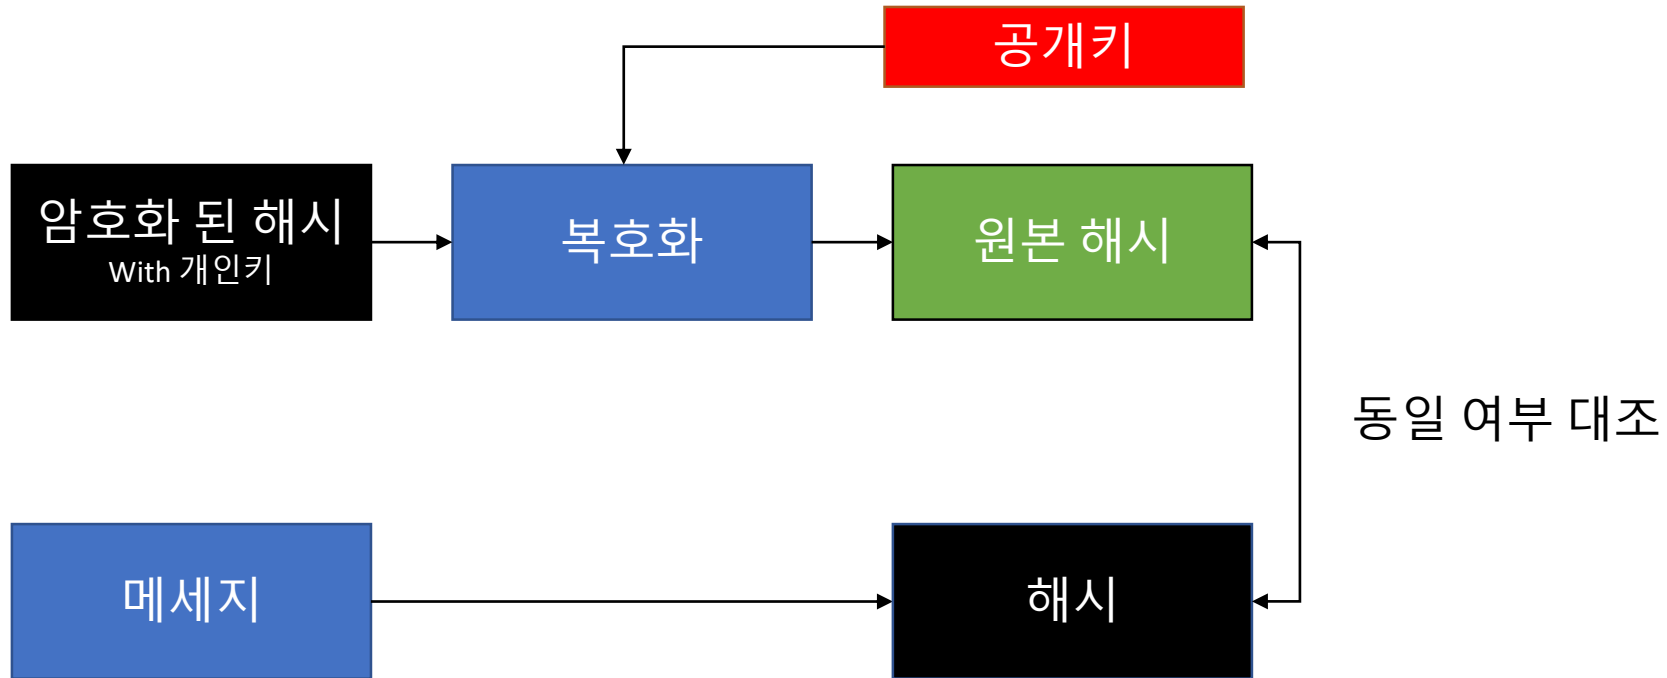 공개키
암호화 된 해시
With 개인키
복호화
원본 해시
동일 여부 대조
메세지
해시